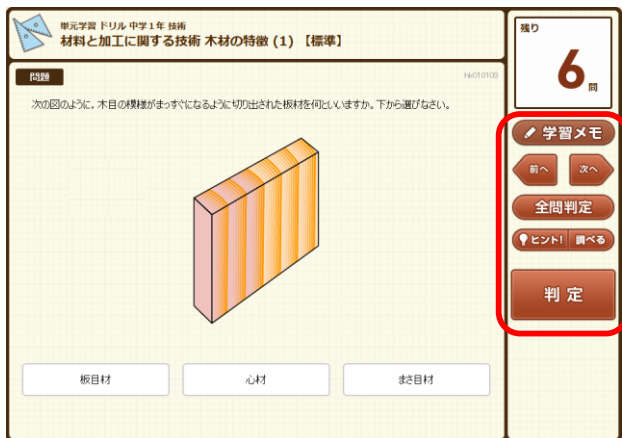 単元学習 ドリル 中学1年 技術
材料と加工に関する技術 木材の特徴 (1) 【標準】
残り
6問
問題
hk010103
次の図のように、木目の模様がまっすぐになるように切り出された板材を何といいますか。下から選びなさい。
学習メモ
前へ 次へ
全問判定
ヒント! 調べる
判定
板目材 心材 まさ目材